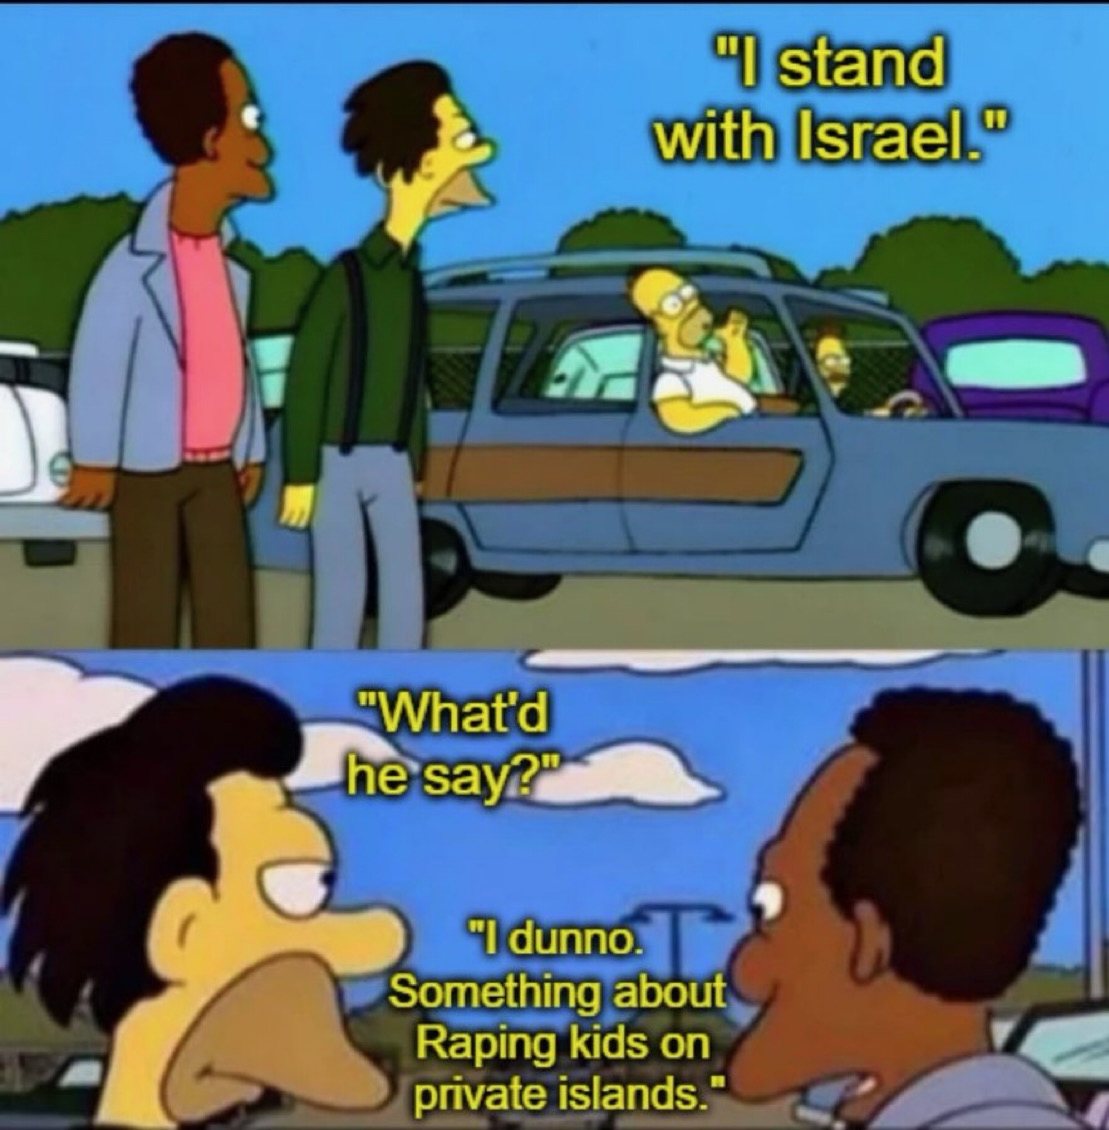 "I stand
with Israel."
"What'd
he say?"
"I dunno.
Something about
Raping kids on
private islands."